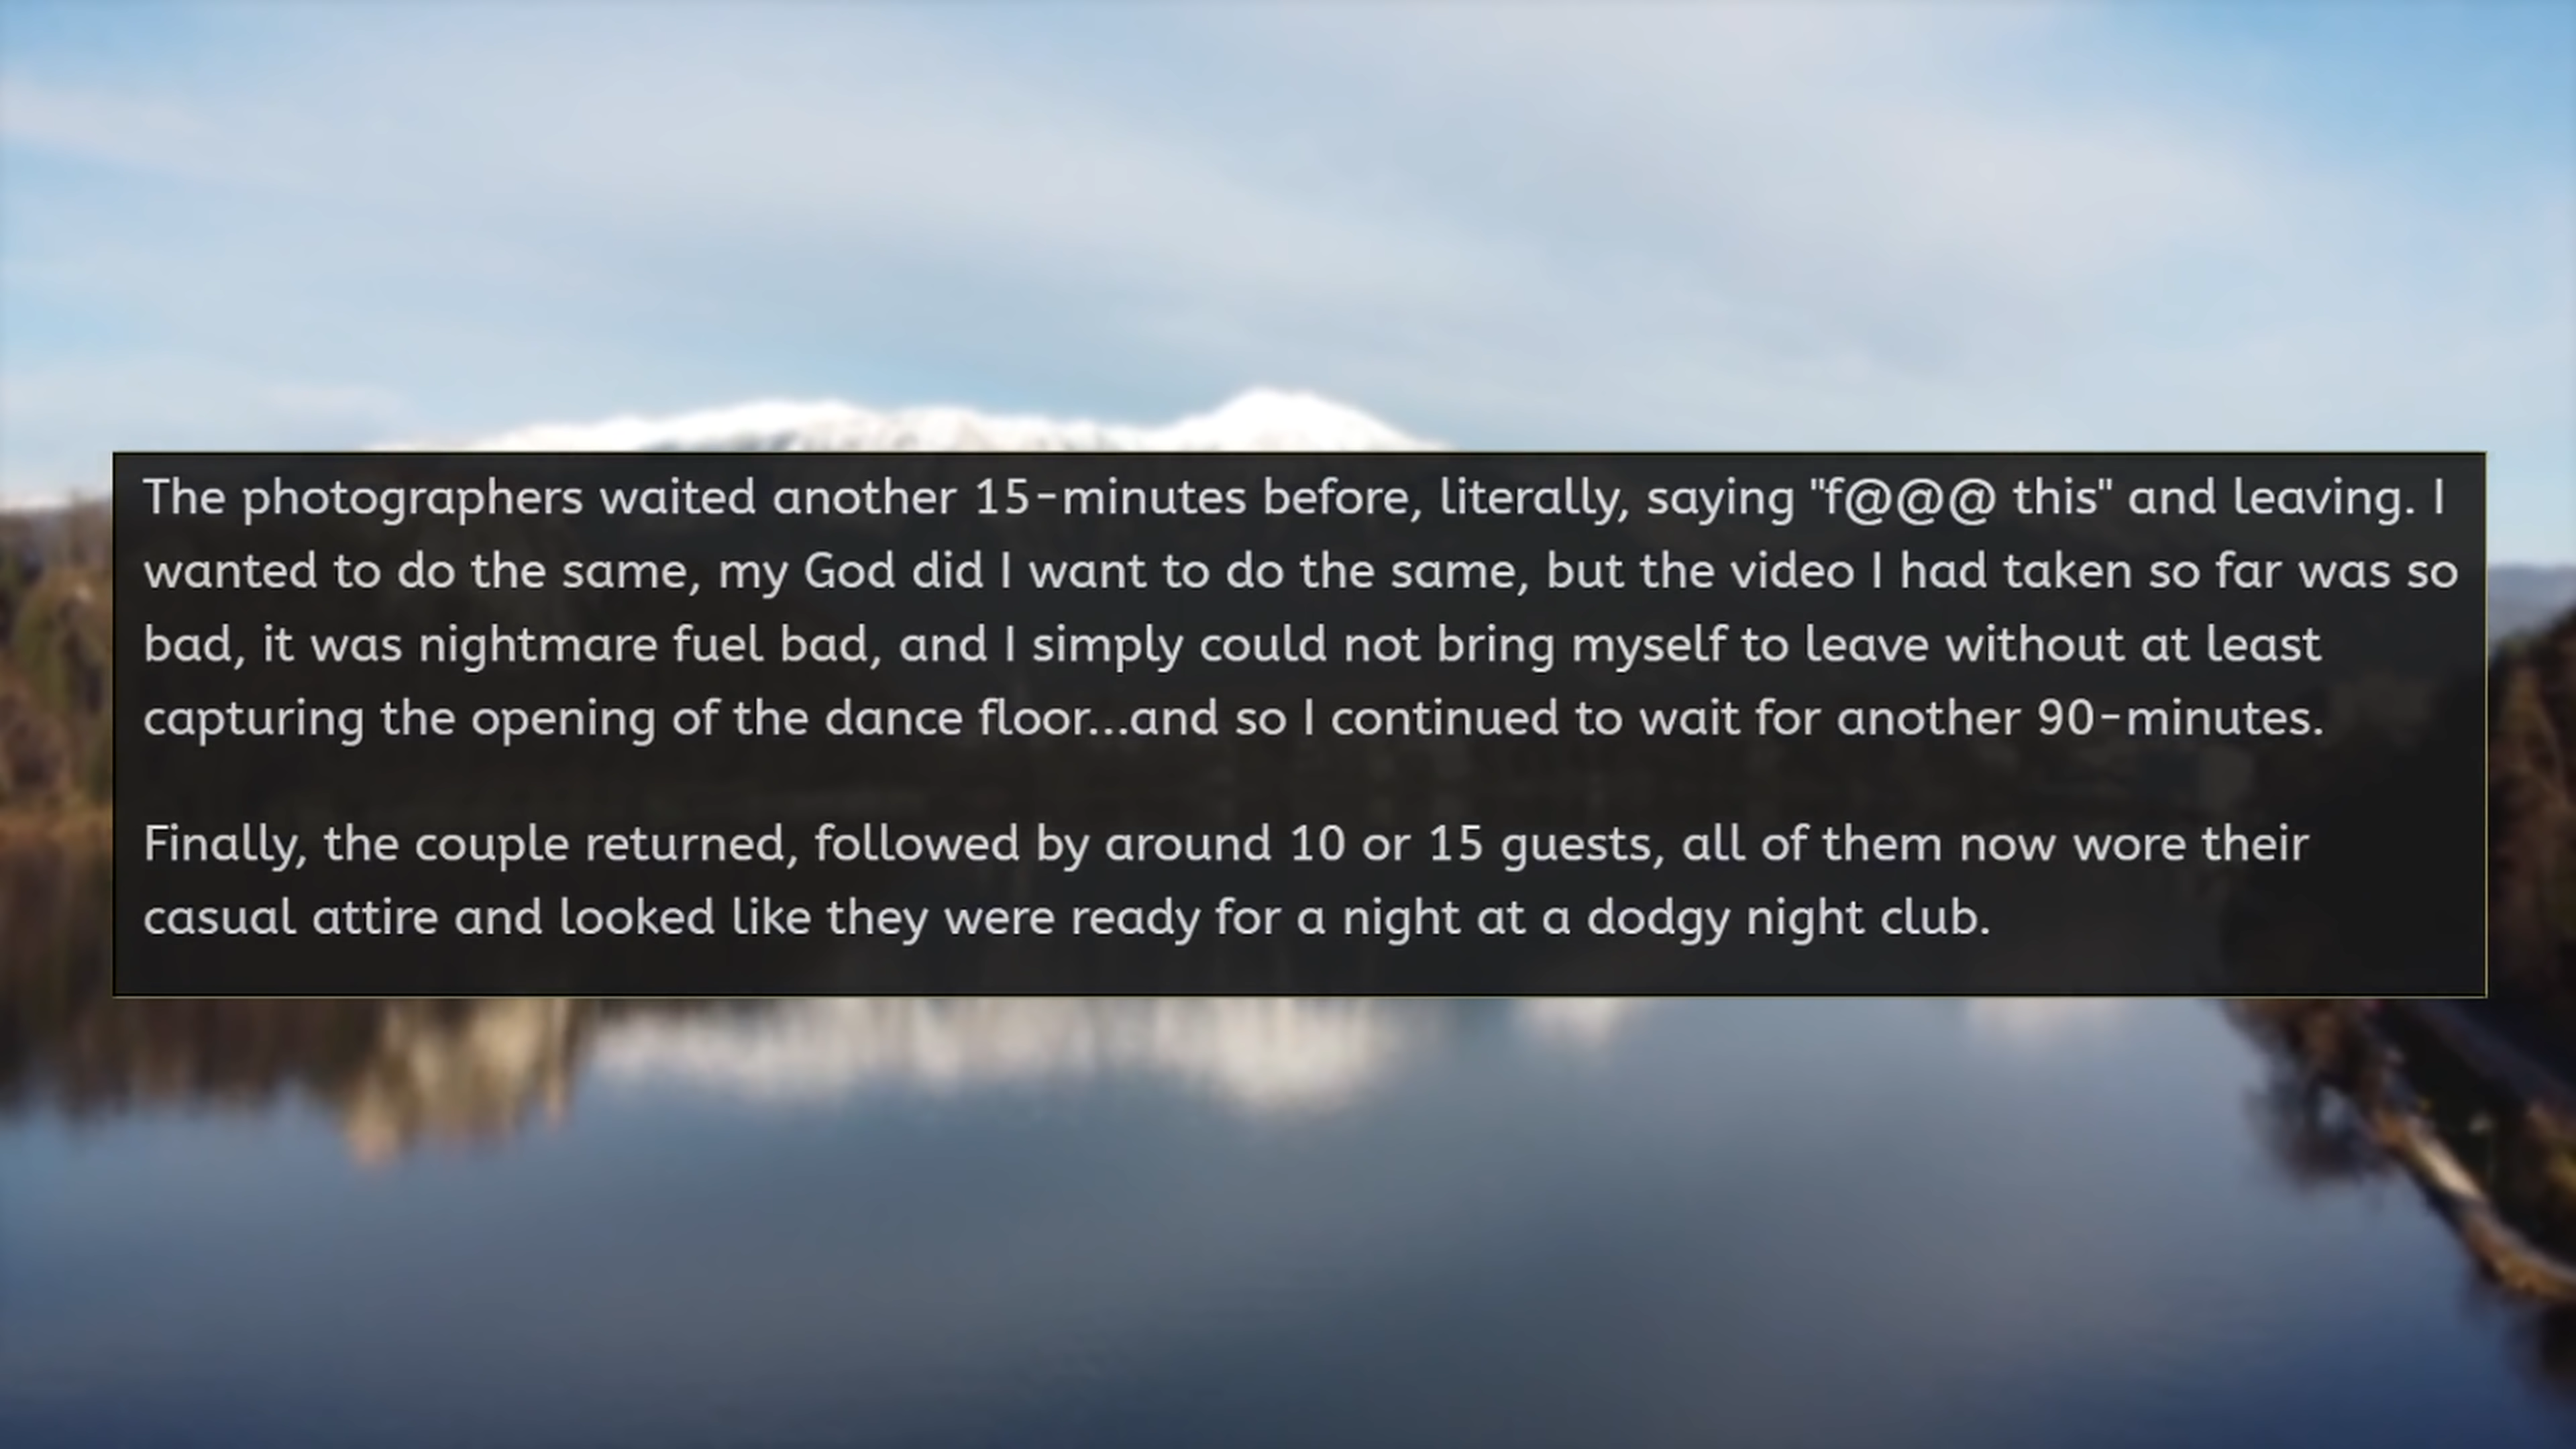 The photographers waited another 15-minutes before, literally, saying "f@@@ this" and leaving. I
wanted to do the same, my God did I want to do the same, but the video I had taken so far was so
bad, it was nightmare fuel bad, and I simply could not bring myself to leave without at least
capturing the opening of the dance floor...and so I continued to wait for another 90-minutes.
Finally, the couple returned, followed by around 10 or 15 guests, all of them now wore their
casual attire and looked like they were ready for a night at a dodgy night club.